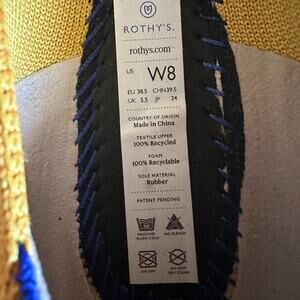 ROTHY'S.
rothys.com
US W8
EU 38.5 CHN 39.5
UK 5.5 JP 24
COUNTRY OF ORIGIN
Made in China
TEXTILE UPPER
100% Recycled
FOAM
100% Recyclable
SOLE MATERIAL
Rubber
PATENT PENDING
MACHINE WASH COLD
NO BLEACH
AIR DRY
DO NOT DRY CLEAN